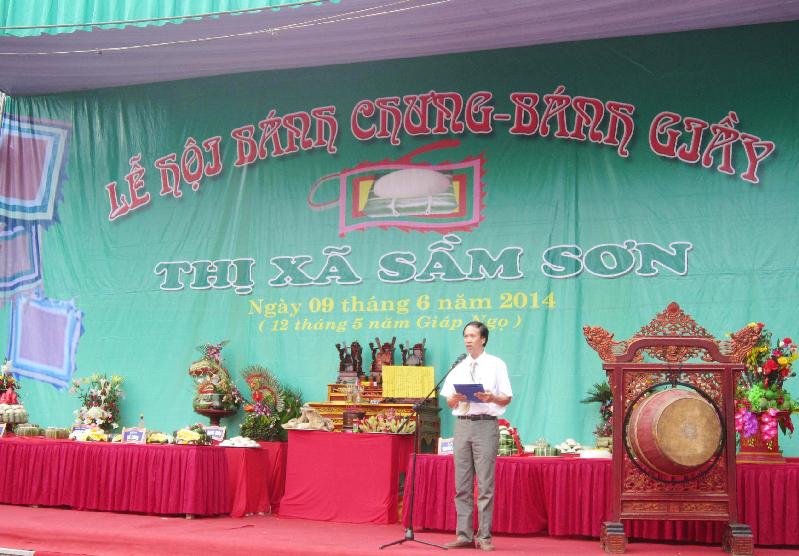 LỄ HỘI BÁNH CHƯNG-BÁNH GIẦY
THỊ XÃ SẦM SƠN
Ngày 09 tháng 6 năm 2014
( 12 tháng 5 năm Giáp Ngọ )